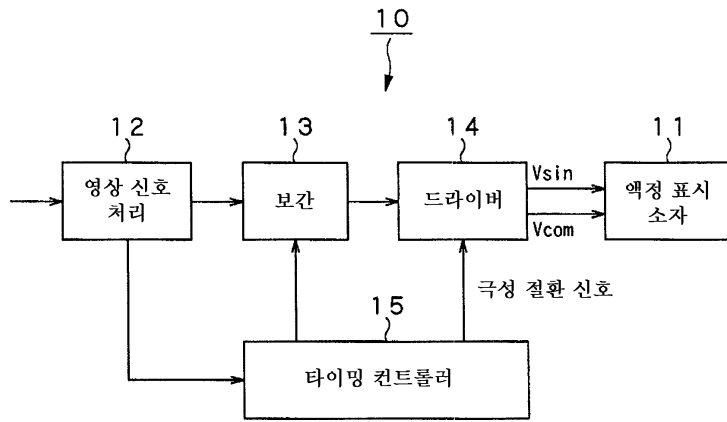 10
12
13
14
11
영상 신호
처리
보간
드라이버
Vsin
Vcom
액정 표시
소자
극성 절환 신호
15
타이밍 컨트롤러